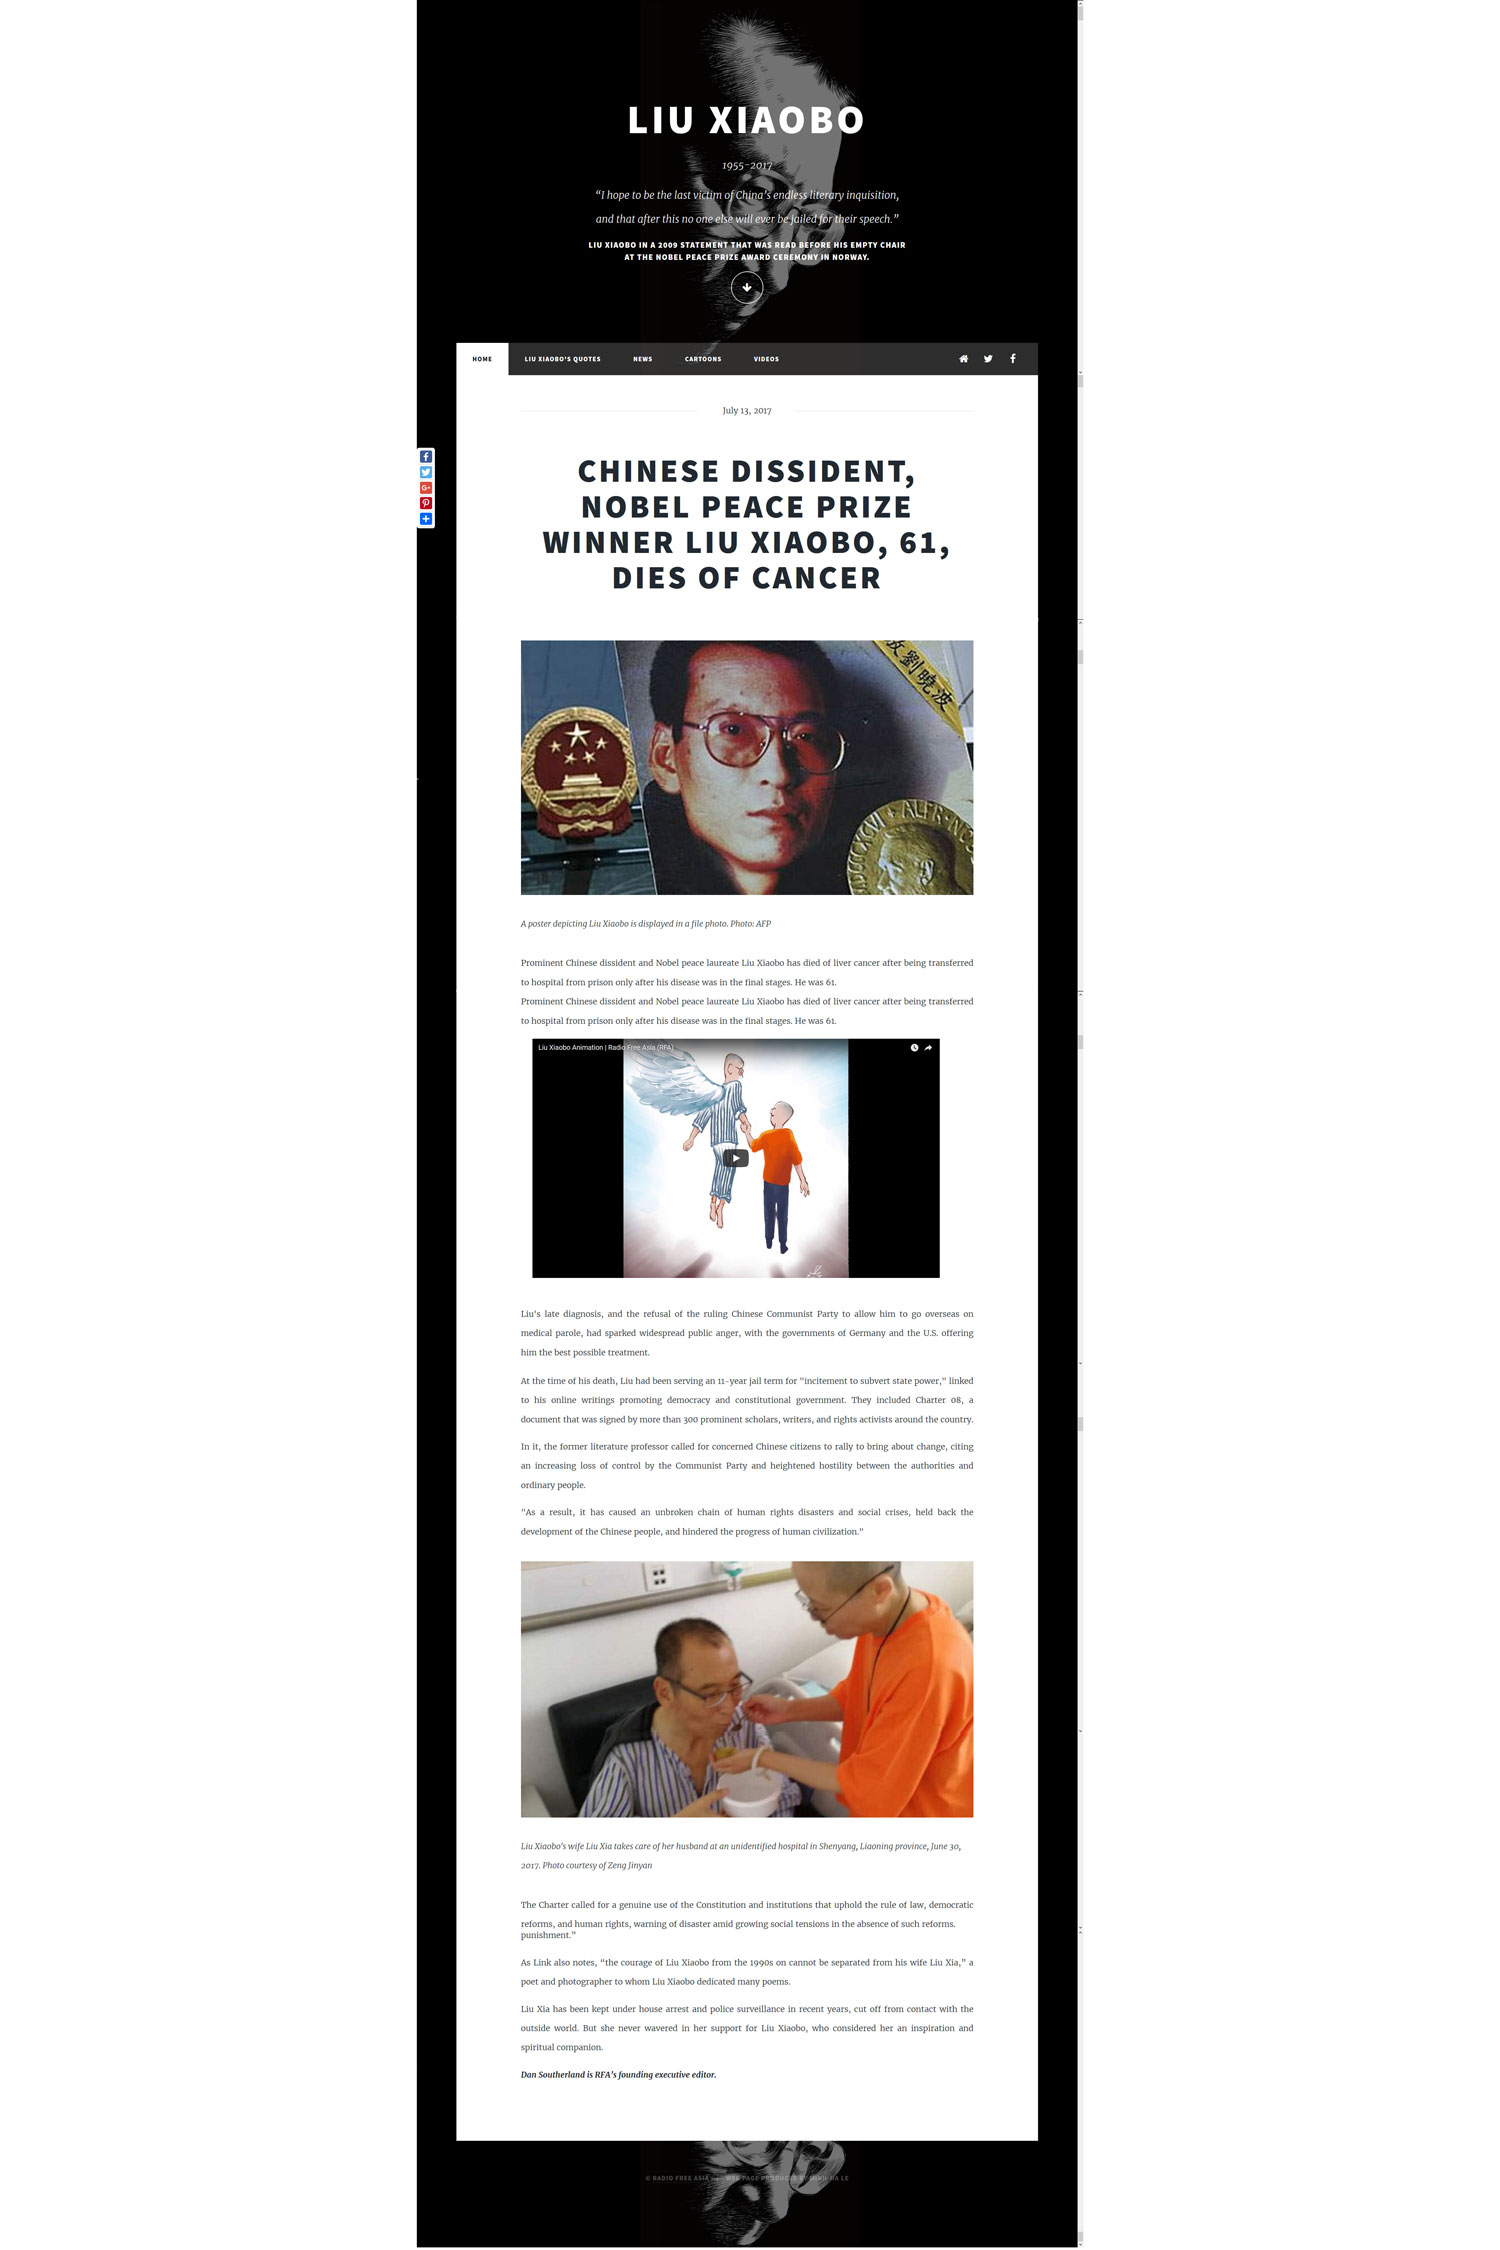 LIU XIAOBO
1955-2017
“I hope to be the last victim of China’s endless literary inquisition,
and that after this no one else will ever be jailed for their speech.”
LIU XIAOBO IN A 2009 STATEMENT THAT WAS READ BEFORE HIS EMPTY CHAIR
AT THE NOBEL PEACE PRIZE AWARD CEREMONY IN NORWAY.
HOME LIU XIAOBO'S QUOTES NEWS CARTOONS VIDEOS
July 13, 2017
CHINESE DISSIDENT,
NOBEL PEACE PRIZE
WINNER LIU XIAOBO, 61,
DIES OF CANCER
放劉曉波
ALFR·NO
A poster depicting Liu Xiaobo is displayed in a file photo. Photo: AFP
Prominent Chinese dissident and Nobel peace laureate Liu Xiaobo has died of liver cancer after being transferred
to hospital from prison only after his disease was in the final stages. He was 61.
Prominent Chinese dissident and Nobel peace laureate Liu Xiaobo has died of liver cancer after being transferred
to hospital from prison only after his disease was in the final stages. He was 61.
Liu Xiaobo Animation | Radio Free Asia (RFA)
Liu's late diagnosis, and the refusal of the ruling Chinese Communist Party to allow him to go overseas on
medical parole, had sparked widespread public anger, with the governments of Germany and the U.S. offering
him the best possible treatment.
At the time of his death, Liu had been serving an 11-year jail term for "incitement to subvert state power," linked
to his online writings promoting democracy and constitutional government. They included Charter 08, a
document that was signed by more than 300 prominent scholars, writers, and rights activists around the country.
In it, the former literature professor called for concerned Chinese citizens to rally to bring about change, citing
an increasing loss of control by the Communist Party and heightened hostility between the authorities and
ordinary people.
"As a result, it has caused an unbroken chain of human rights disasters and social crises, held back the
development of the Chinese people, and hindered the progress of human civilization."
Liu Xiaobo's wife Liu Xia takes care of her husband at an unidentified hospital in Shenyang, Liaoning province, June 30,
2017. Photo courtesy of Zeng Jinyan
The Charter called for a genuine use of the Constitution and institutions that uphold the rule of law, democratic
reforms, and human rights, warning of disaster amid growing social tensions in the absence of such reforms.
punishment.”
As Link also notes, “the courage of Liu Xiaobo from the 1990s on cannot be separated from his wife Liu Xia,” a
poet and photographer to whom Liu Xiaobo dedicated many poems.
Liu Xia has been kept under house arrest and police surveillance in recent years, cut off from contact with the
outside world. But she never wavered in her support for Liu Xiaobo, who considered her an inspiration and
spiritual companion.
Dan Southerland is RFA’s founding executive editor.
© RADIO FREE ASIA WEB PAGE PRODUCED BY MINH-HA LE